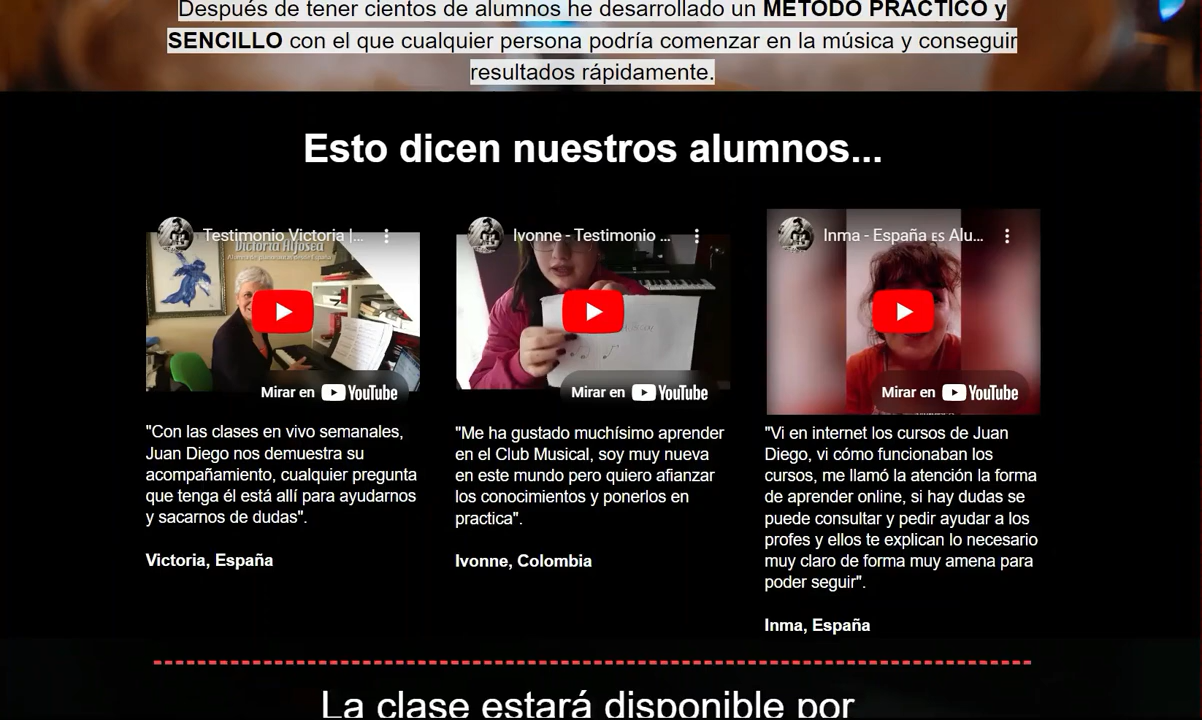 Después de tener cientos de alumnos he desarrollado un MÉTODO PRÁCTICO y
SENCILLO con el que cualquier persona podría comenzar en la música y conseguir
resultados rápidamente.
Esto dicen nuestros alumnos...
Testimonio Victoria |...
Victoria Aljosea
Mirar en YouTube
"Con las clases en vivo semanales,
Juan Diego nos demuestra su
acompañamiento, cualquier pregunta
que tenga él está allí para ayudarnos
y sacarnos de dudas".
Victoria, España
Ivonne - Testimonio ...
Mirar en YouTube
"Me ha gustado muchísimo aprender
en el Club Musical, soy muy nueva
en este mundo pero quiero afianzar
los conocimientos y ponerlos en
practica".
Ivonne, Colombia
Inma - España ᴇs Alu...
Mirar en YouTube
"Vi en internet los cursos de Juan
Diego, vi cómo funcionaban los
cursos, me llamó la atención la forma
de aprender online, si hay dudas se
puede consultar y pedir ayudar a los
profes y ellos te explican lo necesario
muy claro de forma muy amena para
poder seguir".
Inma, España
La clase estará disponible por